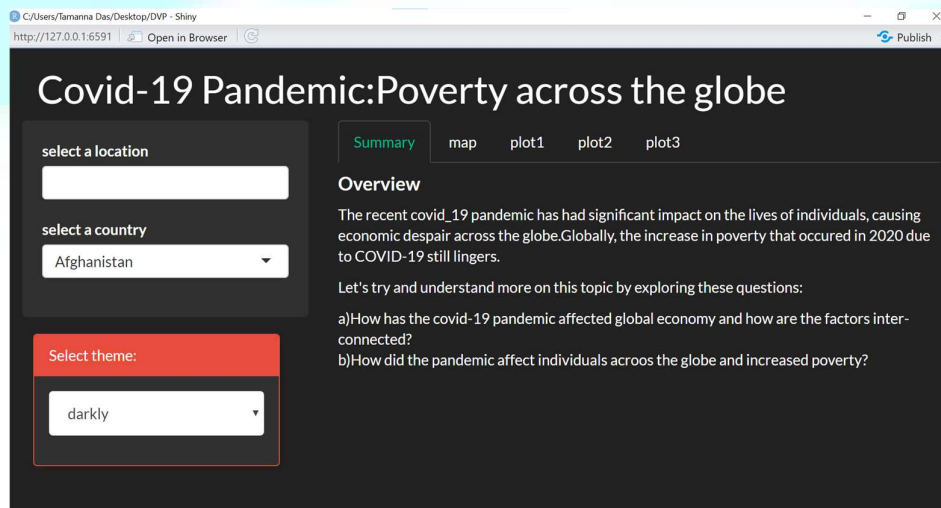 C:/Users/Tamanna Das/Desktop/DVP - Shiny
http://127.0.0.1:6591 Open in Browser Publish
Covid-19 Pandemic:Poverty across the globe
select a location
select a country
Afghanistan
Select theme:
darkly
Summary map plot1 plot2 plot3
Overview
The recent covid_19 pandemic has had significant impact on the lives of individuals, causing
economic despair across the globe.Globally, the increase in poverty that occured in 2020 due
to COVID-19 still lingers.
Let's try and understand more on this topic by exploring these questions:
a)How has the covid-19 pandemic affected global economy and how are the factors inter-
connected?
b)How did the pandemic affect individuals acroos the globe and increased poverty?